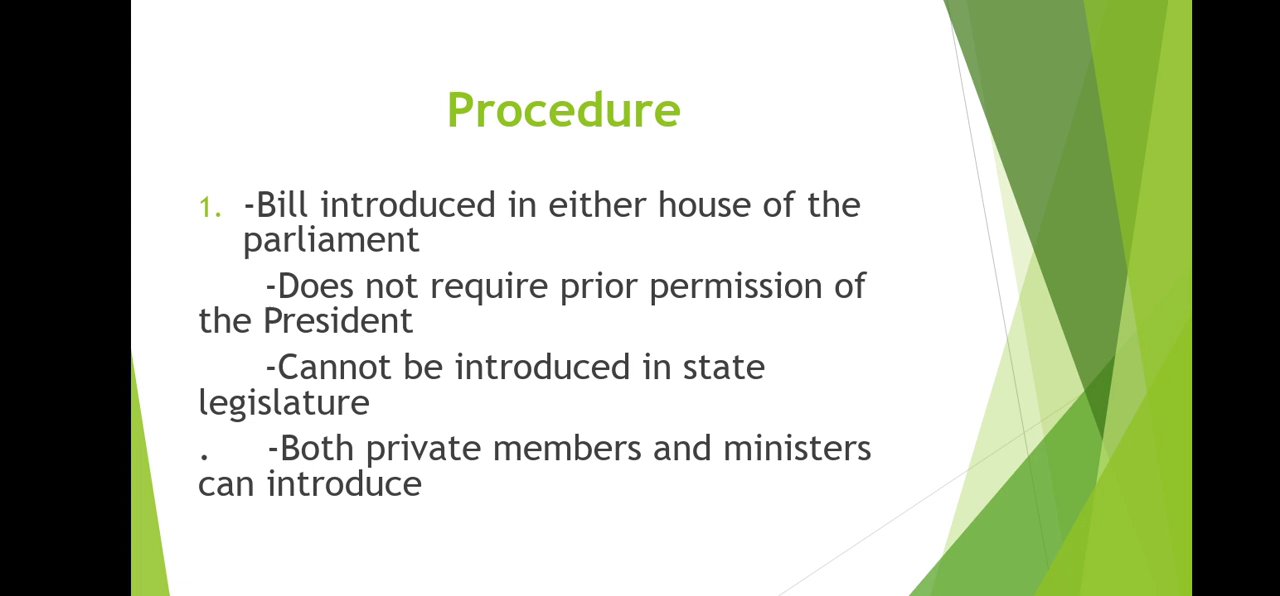 Procedure
1. -Bill introduced in either house of the
parliament
-Does not require prior permission of
the President
-Cannot be introduced in state
legislature
. -Both private members and ministers
can introduce